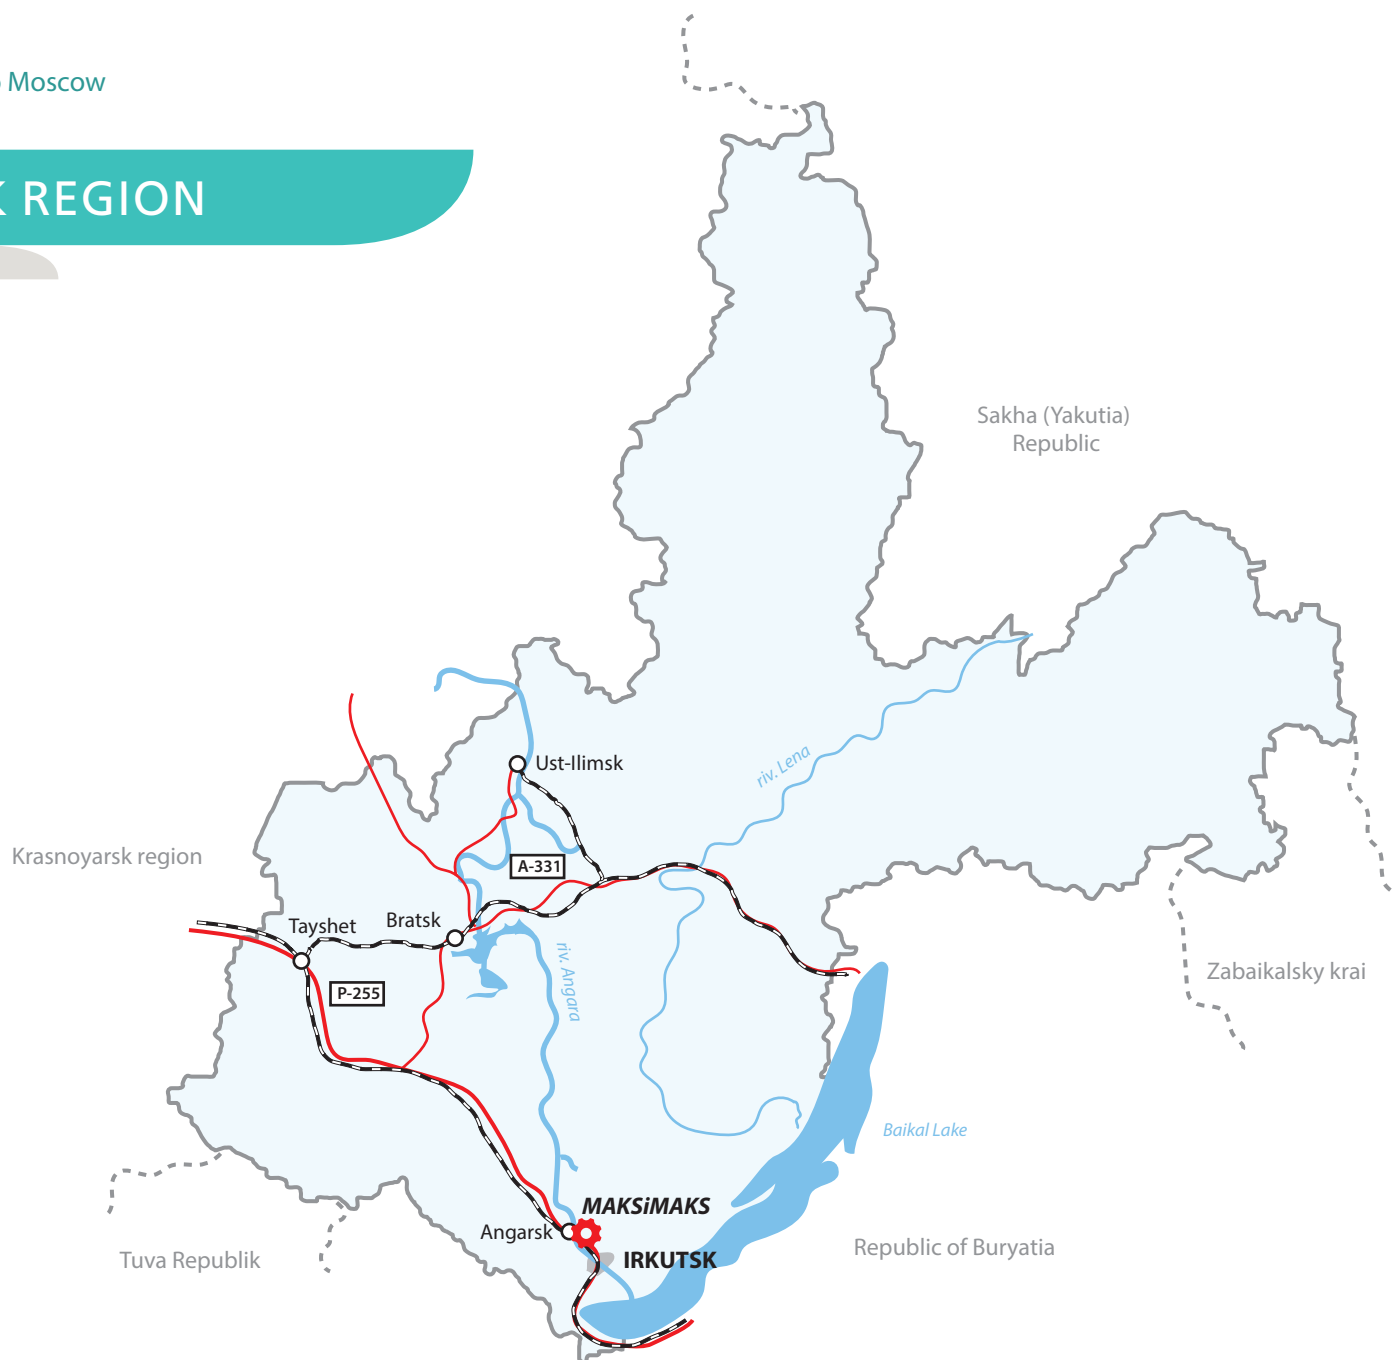 Moscow
REGION
Sakha (Yakutia)
Republic
riv. Lena
Ust-Ilimsk
Krasnoyarsk region
A-331
Tayshet
Bratsk
riv. Angara
P-255
Zabaikalsky krai
Baikal Lake
MAKSiMAKS
Angarsk
IRKUTSK
Tuva Republik
Republic of Buryatia